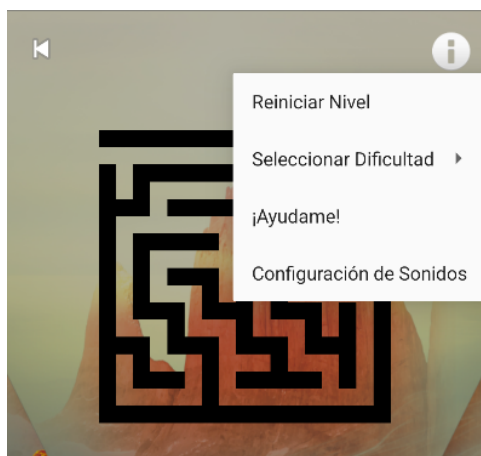 Reiniciar Nivel
Seleccionar Dificultad
¡Ayudame!
Configuración de Sonidos